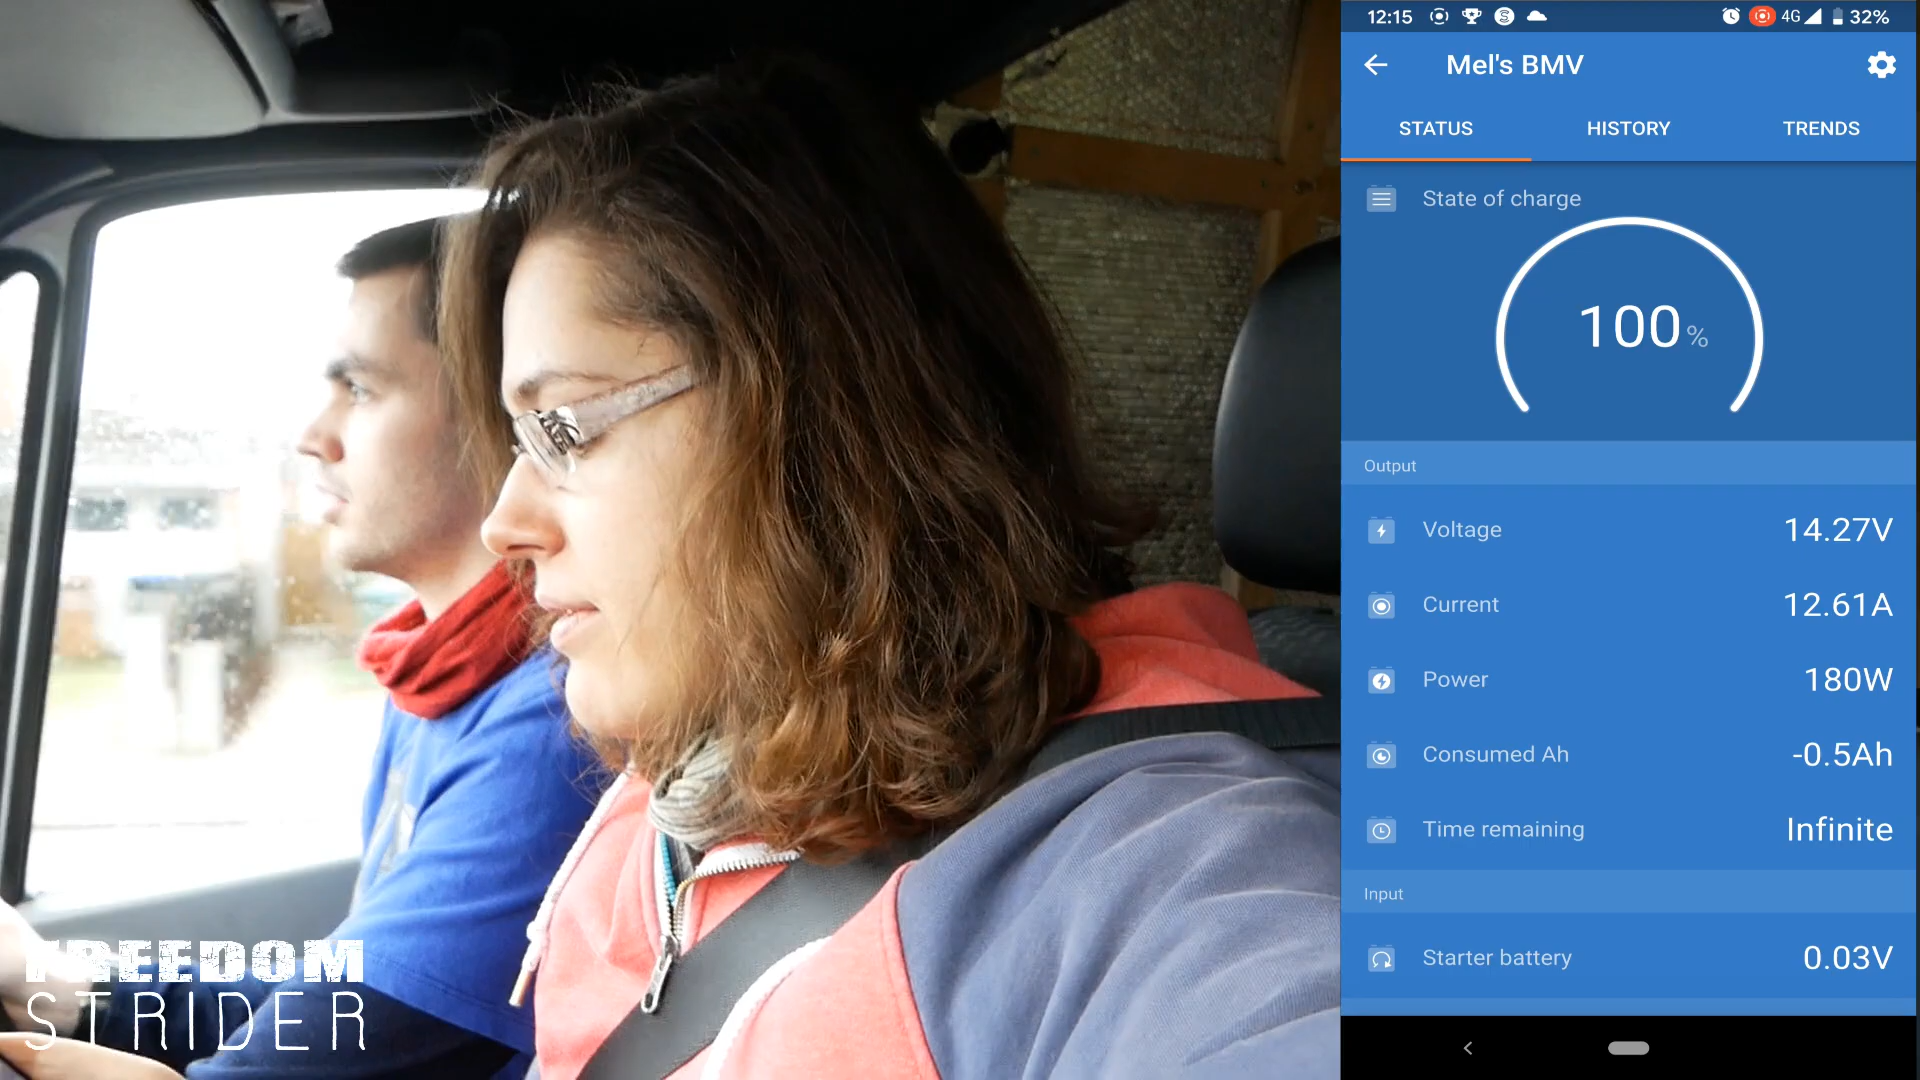 12:15
4G
32%
Mel's BMV
STATUS
HISTORY
TRENDS
State of charge
100%
Output
Voltage
14.27V
Current
12.61A
Power
180W
Consumed Ah
-0.5Ah
Time remaining
Infinite
Input
Starter battery
0.03V
FREEDOM
STRIDER